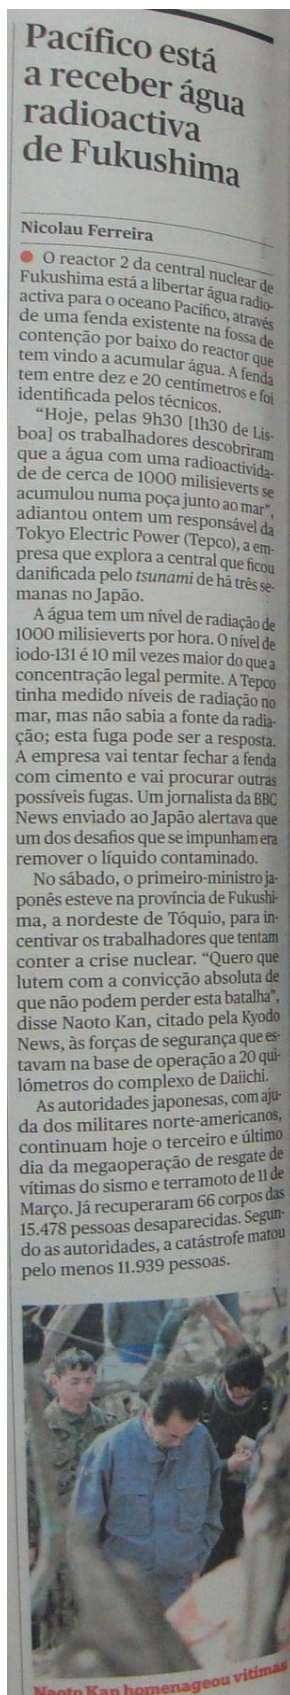 Pacífico está
a receber água
radioactiva
de Fukushima
Nicolau Ferreira
● O reactor 2 da central nuclear de
Fukushima está a libertar água radio-
activa para o oceano Pacífico, através
de uma fenda existente na fossa de
contenção por baixo do reactor que
tem vindo a acumular água. A fenda
tem entre dez e 20 centímetros e foi
identificada pelos técnicos.
“Hoje, pelas 9h30 [1h30 de Lis-
boa] os trabalhadores descobriram
que a água com uma radioactivida-
de de cerca de 1000 milisieverts se
acumulou numa poça junto ao mar”,
adiantou ontem um responsável da
Tokyo Electric Power (Tepco), a em-
presa que explora a central que ficou
danificada pelo tsunami de há três se-
manas no Japão.
A água tem um nível de radiação de
1000 milisieverts por hora. O nível de
iodo-131 é 10 mil vezes maior do que a
concentração legal permite. A Tepco
tinha medido níveis de radiação no
mar, mas não sabia a fonte da radia-
ção; esta fuga pode ser a resposta.
A empresa vai tentar fechar a fenda
com cimento e vai procurar outras
possíveis fugas. Um jornalista da BBC
News enviado ao Japão alertava que
um dos desafios que se impunham era
remover o líquido contaminado.
No sábado, o primeiro-ministro ja-
ponês esteve na província de Fukushi-
ma, a nordeste de Tóquio, para in-
centivar os trabalhadores que tentam
conter a crise nuclear. “Quero que
lutem com a convicção absoluta de
que não podem perder esta batalha”,
disse Naoto Kan, citado pela Kyodo
News, às forças de segurança que es-
tavam na base de operação a 20 qui-
lómetros do complexo de Daiichi.
As autoridades japonesas, com aju-
da dos militares norte-americanos,
continuam hoje o terceiro e último
dia da megaoperação de resgate de
vítimas do sismo e terramoto de 11 de
Março. Já recuperaram 66 corpos das
15.478 pessoas desaparecidas. Segun-
do as autoridades, a catástrofe matou
pelo menos 11.939 pessoas.
Naoto Kan homenageou vítimas